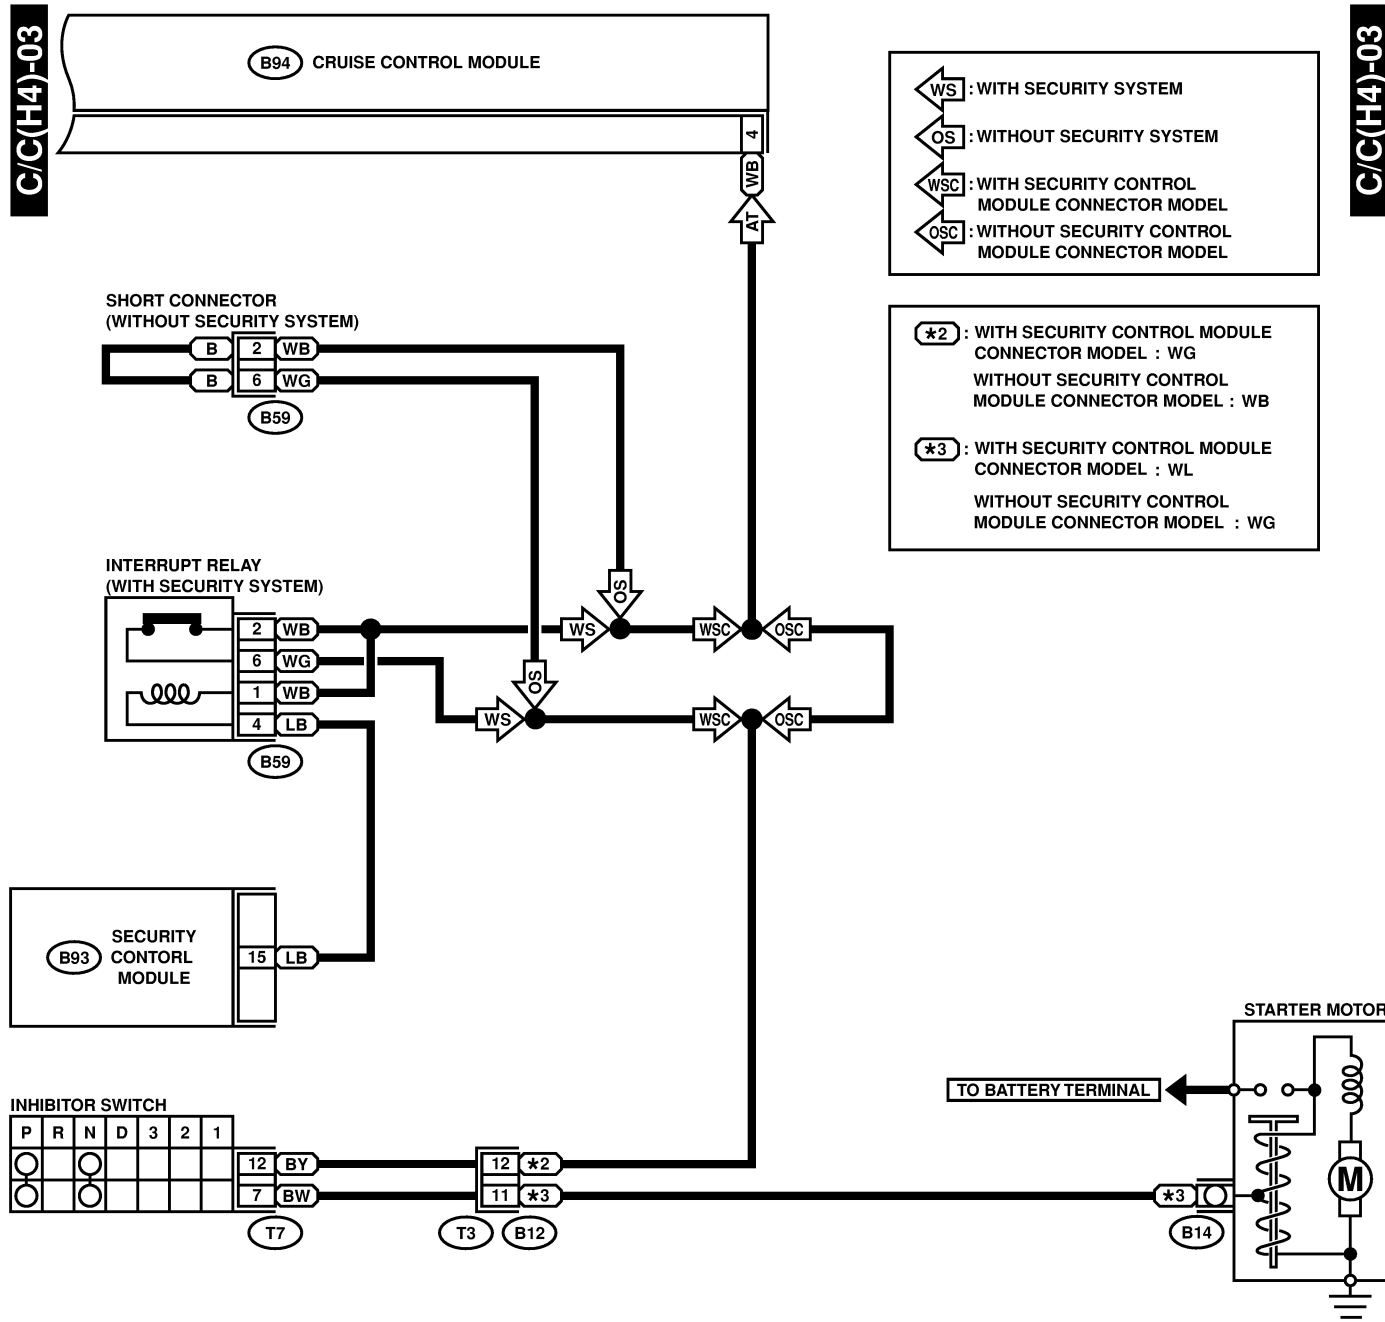 C/C(H4)-03
C/C(H4)-03
B94 CRUISE CONTROL MODULE
4
WB
AT
WS : WITH SECURITY SYSTEM
OS : WITHOUT SECURITY SYSTEM
WSC : WITH SECURITY CONTROL
MODULE CONNECTOR MODEL
OSC : WITHOUT SECURITY CONTROL
MODULE CONNECTOR MODEL
*2 : WITH SECURITY CONTROL MODULE
CONNECTOR MODEL : WG
WITHOUT SECURITY CONTROL
MODULE CONNECTOR MODEL : WB
*3 : WITH SECURITY CONTROL MODULE
CONNECTOR MODEL : WL
WITHOUT SECURITY CONTROL
MODULE CONNECTOR MODEL : WG
SHORT CONNECTOR
(WITHOUT SECURITY SYSTEM)
B 2 WB
B 6 WG
B59
INTERRUPT RELAY
(WITH SECURITY SYSTEM)
OS
2 WB WS WSC OSC
6 WG
OS
1 WB
4 LB WS WSC OSC
B59
B93
SECURITY
CONTORL
MODULE
15 LB
STARTER MOTOR
TO BATTERY TERMINAL
M
INHIBITOR SWITCH
P R N D 3 2 1
12 BY 12 *2
7 BW 11 *3 *3
T7 T3 B12 B14